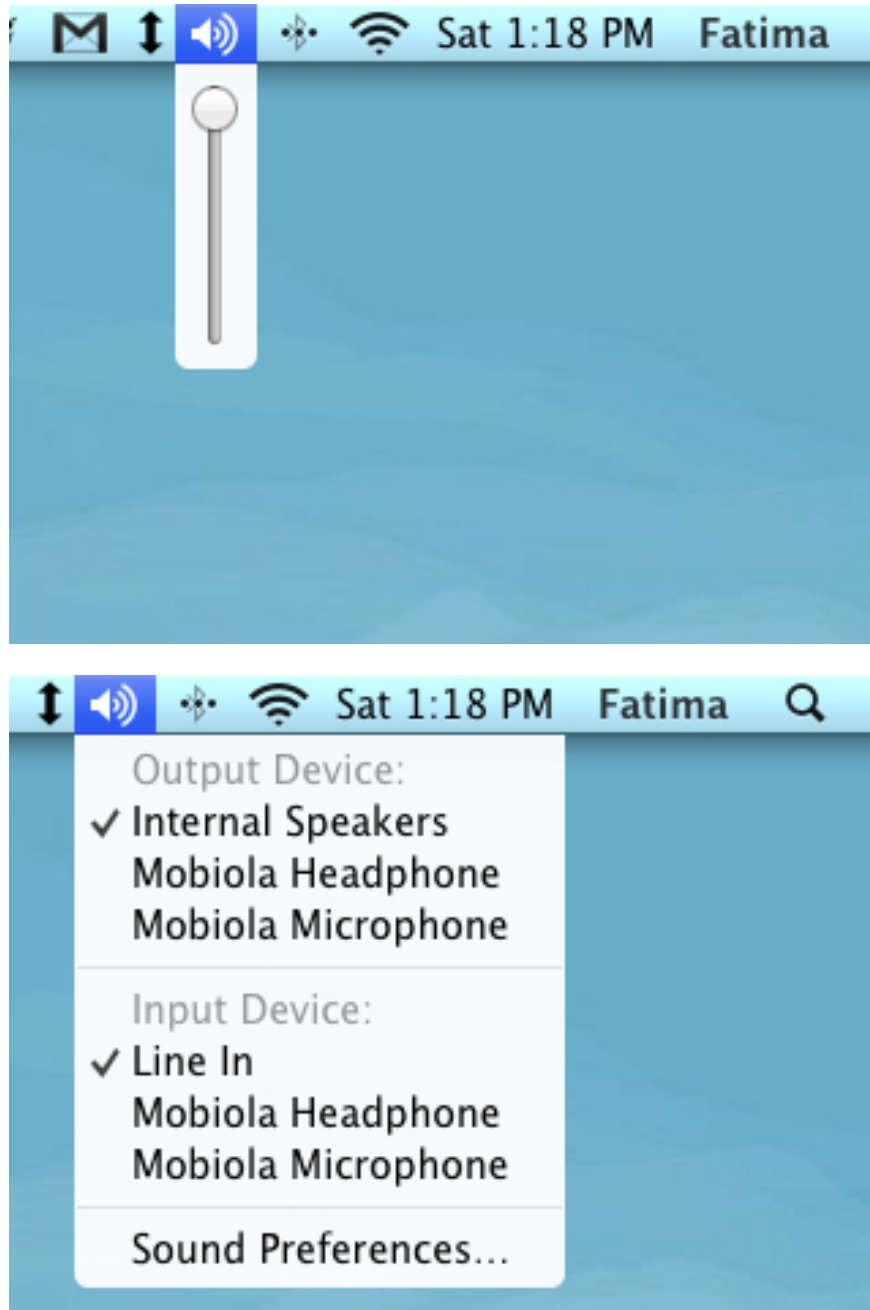 Sat 1:18 PM Fatima
Sat 1:18 PM Fatima
Output Device:
Internal Speakers
Mobiola Headphone
Mobiola Microphone
Input Device:
Line In
Mobiola Headphone
Mobiola Microphone
Sound Preferences...